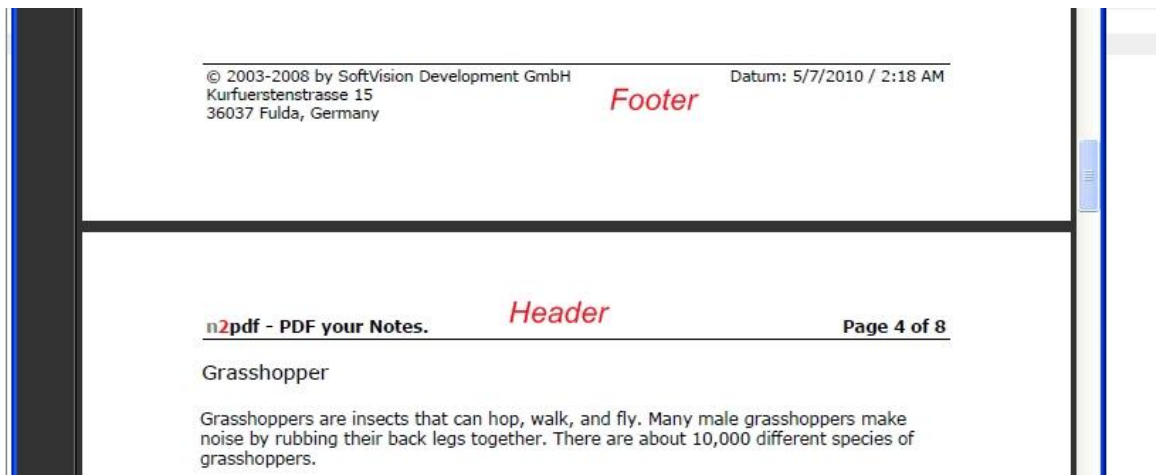 © 2003-2008 by SoftVision Development GmbH Datum: 5/7/2010 / 2:18 AM
Kurfuerstenstrasse 15
Footer
36037 Fulda, Germany
Header
n2pdf - PDF your Notes. Page 4 of 8
Grasshopper
Grasshoppers are insects that can hop, walk, and fly. Many male grasshoppers make
noise by rubbing their back legs together. There are about 10,000 different species of
grasshoppers.